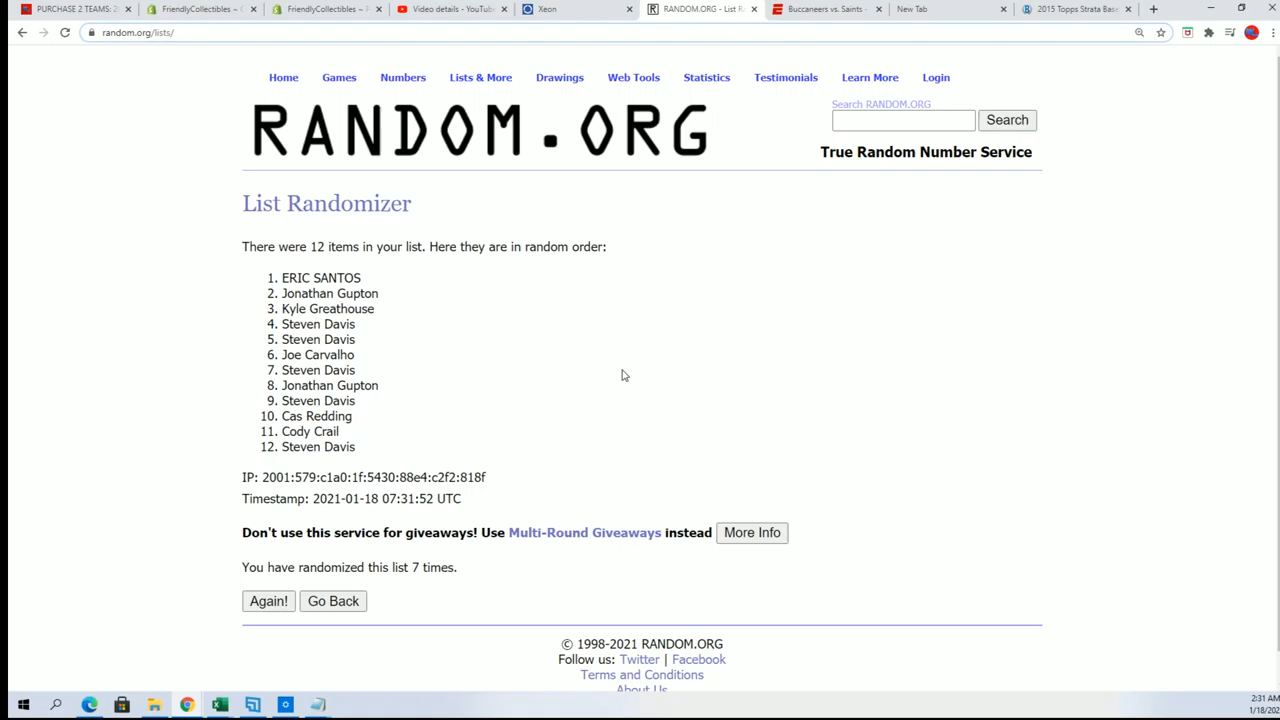 PURCHASE 2 TEAMS: 2
FriendlyCollectibles ~
FriendlyCollectibles ~
Video details - YouTub
Xeon
RANDOM.ORG - List R
Buccaneers vs. Saints -
New Tab
2015 Topps Strata Base
random.org/lists/
Home Games Numbers Lists & More Drawings Web Tools Statistics Testimonials Learn More Login
RANDOM.ORG
Search RANDOM.ORG
Search
True Random Number Service
List Randomizer
There were 12 items in your list. Here they are in random order:
1. ERIC SANTOS
2. Jonathan Gupton
3. Kyle Greathouse
4. Steven Davis
5. Steven Davis
6. Joe Carvalho
7. Steven Davis
8. Jonathan Gupton
9. Steven Davis
10. Cas Redding
11. Cody Crail
12. Steven Davis
IP: 2001:579:c1a0:1f:5430:88e4:c2f2:818f
Timestamp: 2021-01-18 07:31:52 UTC
Don't use this service for giveaways! Use Multi-Round Giveaways instead More Info
You have randomized this list 7 times.
Again! Go Back
© 1998-2021 RANDOM.ORG
Follow us: Twitter | Facebook
Terms and Conditions
About Us
2:31 AM
1/18/202